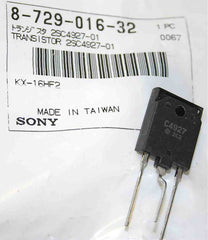 8-729-016-32
トランジスタ 2SC4927-01
1 PC
TRANSISTOR 2SC4927-01
0067
KX-16HF2
MADE IN TAIWAN
SONY
C4927